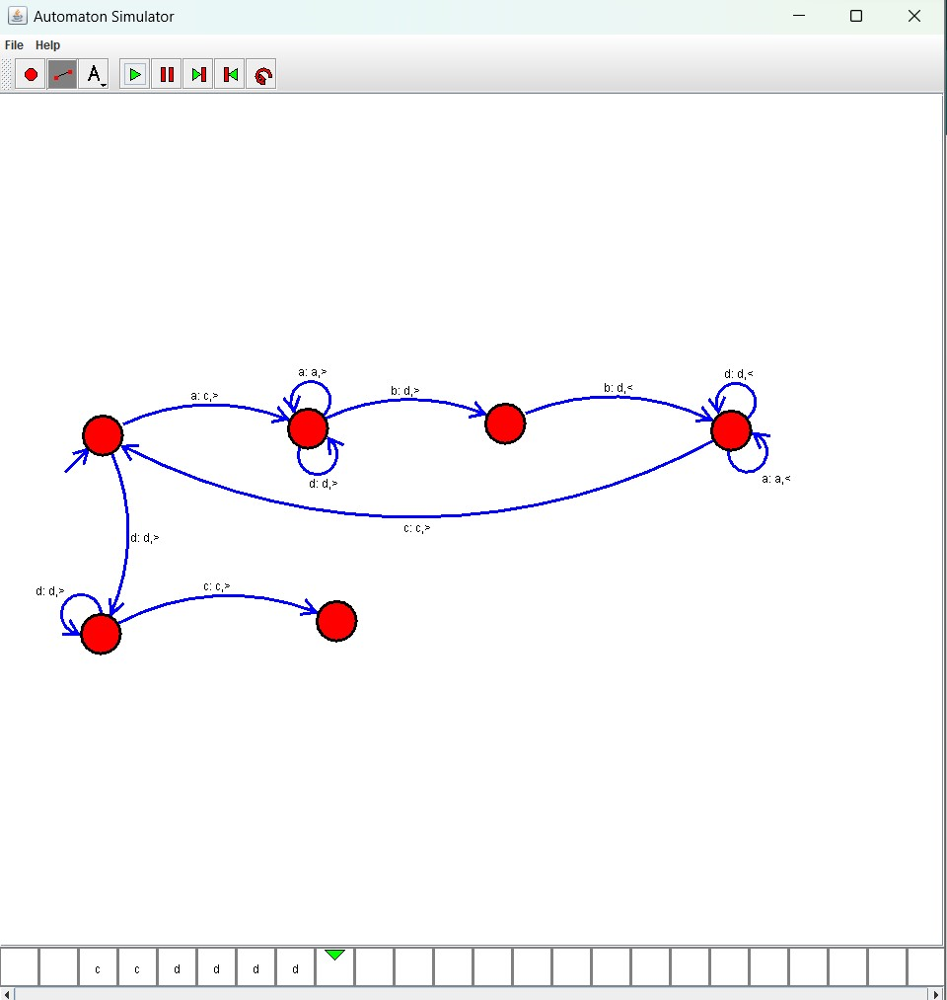 Automaton Simulator
File Help
A
a: a,>
d: d,<
a: c,>
b: d,>
b: d,<
d: d,>
a: a,<
c: c,>
d: d,>
d: d,>
c: c,>
c c d d d d